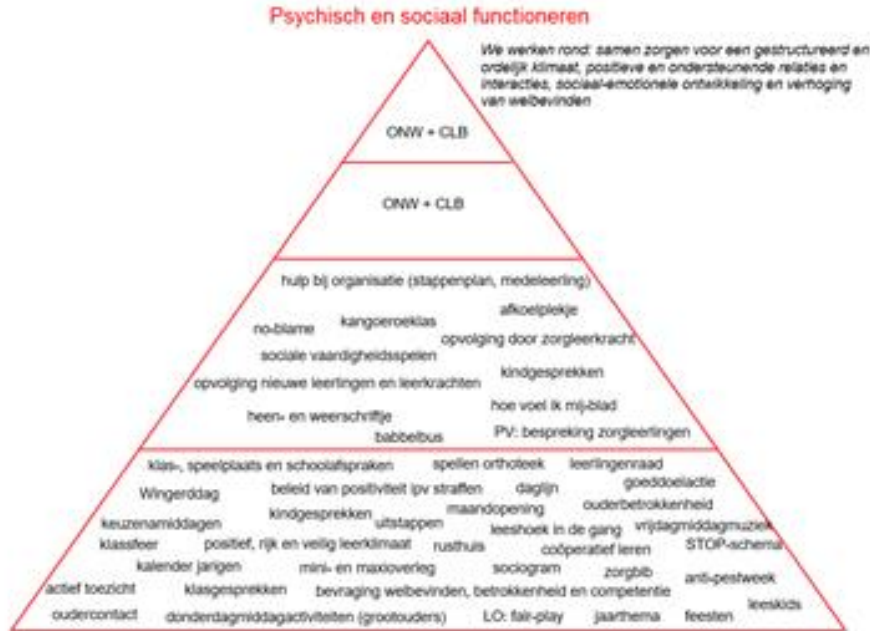 Psychisch en sociaal functioneren
We werken rond: samen zorgen voor een gestructureerd en
ordelijk klimaat, positieve en ondersteunende relaties en
interacties, sociaal-emotionele ontwikkeling en verhoging
van welbevinden
ONW + CLB
ONW + CLB
hulp bij organisatie (stappenplan, medeleerling)
afkoelplekje
no-blame
kangoeroeklas
opvolging door zorgleerkracht
sociale vaardigheidsspelen
kindgesprekken
opvolging nieuwe leerlingen en leerkrachten
hoe voel ik mij-blad
heen- en weerschriftje
babbelbus
PV: bespreking zorgleerlingen
klas-, speelplaats en schoolafspraken
spellen orthoteek
leerlingenraad
Wingerddag
beleid van positiviteit ipv straffen
daglijn
goeddoelactie
kindgesprekken
maandopening
ouderbetrokkenheid
keuzenamiddagen
uitstappen
leeshoek in de gang
vrijdagmiddagmuziek
klassfeer
positief, rijk en veilig leerklimaat
rusthuis
coöperatief leren
STOP-schema
kalender jarigen
mini- en maxioverleg
sociogram
zorgbib
anti-pestweek
actief toezicht
klasgesprekken
bevraging welbevinden, betrokkenheid en competentie
leeskids
oudercontact
donderdagmiddagactiviteiten (grootouders)
LO: fair-play
jaarthema
feesten